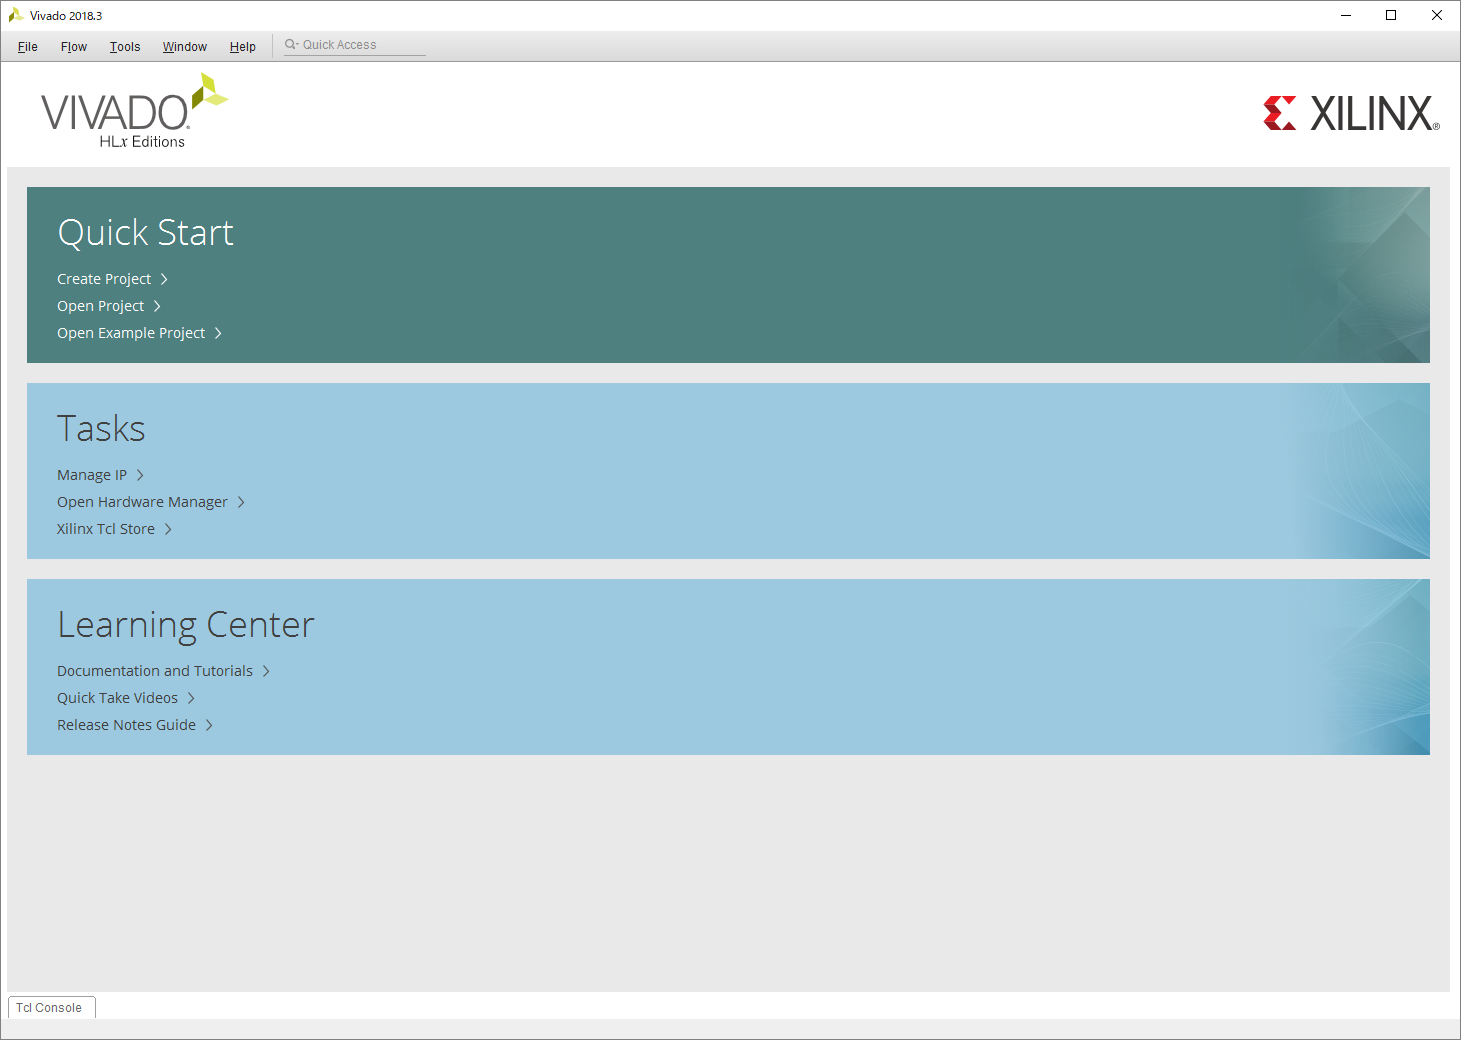 Vivado 2018.3
File Flow Tools Window Help Quick Access
VIVADO.
HLx Editions
XILINX®
Quick Start
Create Project
Open Project
Open Example Project
Tasks
Manage IP
Open Hardware Manager
Xilinx Tcl Store
Learning Center
Documentation and Tutorials
Quick Take Videos
Release Notes Guide
Tcl Console